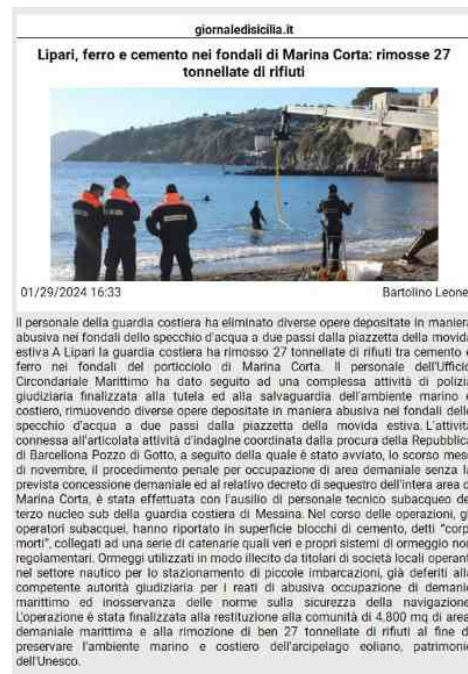 giornaledisicilia.it
Lipari, ferro e cemento nei fondali di Marina Corta: rimosse 27
tonnellate di rifiuti
01/29/2024 16:33 Bartolino Leone
Il personale della guardia costiera ha eliminato diverse opere depositate in maniera
abusiva nei fondali dello specchio d'acqua a due passi dalla piazzetta della movida
estiva A Lipari la guardia costiera ha rimosso 27 tonnellate di rifiuti tra cemento e
ferro nei fondali del porticciolo di Marina Corta. Il personale dell'Ufficio
Circondariale Marittimo ha dato seguito ad una complessa attività di polizia
giudiziaria finalizzata alla tutela ed alla salvaguardia dell'ambiente marino e
costiero, rimuovendo diverse opere depositate in maniera abusiva nei fondali dello
specchio d'acqua a due passi dalla piazzetta della movida estiva. L'attività
connessa all'articolata attività d'indagine coordinata dalla procura della Repubblica
di Barcellona Pozzo di Gotto, a seguito della quale è stato avviato, lo scorso mese
di novembre, il procedimento penale per occupazione di area demaniale senza la
prevista concessione demaniale ed al relativo decreto di sequestro dell'intera area di
Marina Corta, è stata effettuata con l'ausilio di personale tecnico subacqueo del
terzo nucleo sub della guardia costiera di Messina. Nel corso delle operazioni, gli
operatori subacquei, hanno riportato in superficie blocchi di cemento, detti "corpi
morti", collegati ad una serie di catenarie quali veri e propri sistemi di ormeggio non
regolamentari. Ormeggi utilizzati in modo illecito da titolari di società locali operanti
nel settore nautico per lo stazionamento di piccole imbarcazioni, già deferiti alla
competente autorità giudiziaria per i reati di abusiva occupazione di demanio
marittimo ed inosservanza delle norme sulla sicurezza della navigazione.
L'operazione è stata finalizzata alla restituzione alla comunità di 4.800 mq di area
demaniale marittima e alla rimozione di ben 27 tonnellate di rifiuti al fine di
preservare l'ambiente marino e costiero dell'arcipelago eoliano, patrimonio
dell'Unesco.